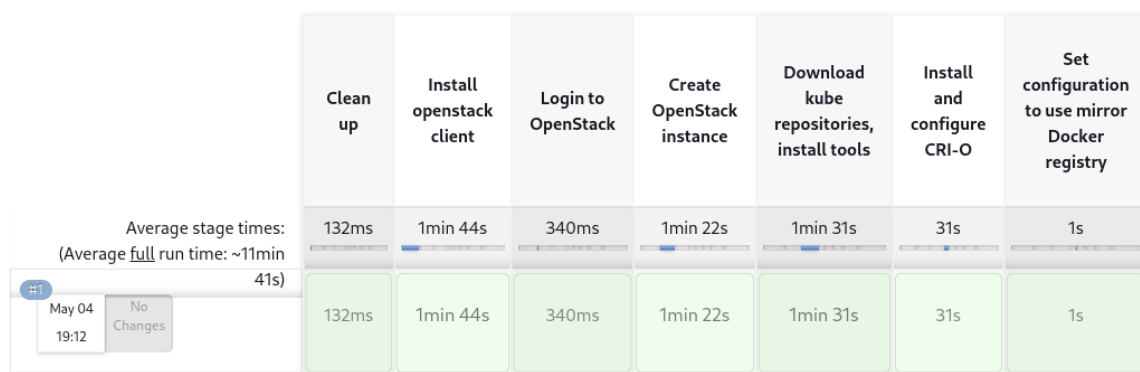 Clean
up
Install
openstack
client
Login to
OpenStack
Create
OpenStack
instance
Download
kube
repositories,
install tools
Install
and
configure
CRI-O
Set
configuration
to use mirror
Docker
registry
Average stage times:
(Average full run time: ~11min
41s)
132ms
1min 44s
340ms
1min 22s
1min 31s
31s
1s
#1
May 04
19:12
No
Changes
132ms
1min 44s
340ms
1min 22s
1min 31s
31s
1s